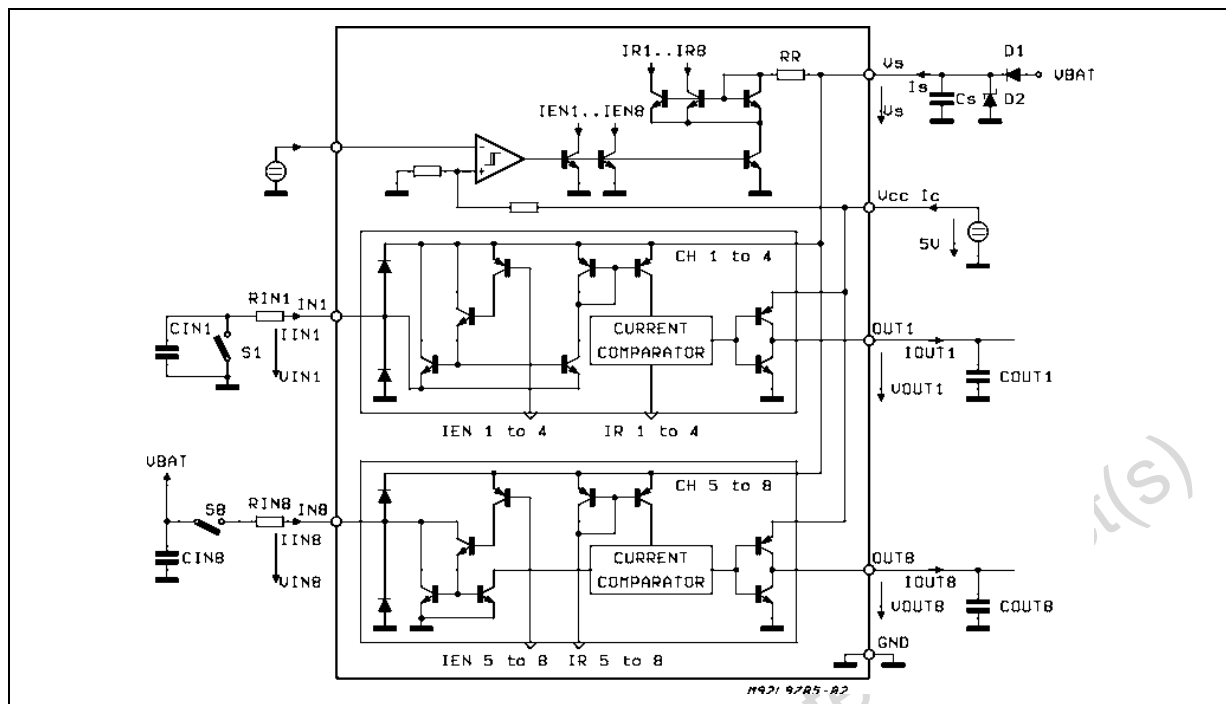 IR1..IR8
RR
Vs
D1
Is
VBAT
Cs
D2
Vs
IEN1..IEN8
Vcc Ic
5V
CH 1 to 4
RIN1
IN1
CIN1
S1
IIN1
VIN1
CURRENT
COMPARATOR
OUT1
IOUT1
VOUT1
COUT1
IEN 1 to 4
IR 1 to 4
VBAT
CH 5 to 8
S8
RIN8
IN8
CIN8
IIN8
VIN8
CURRENT
COMPARATOR
OUT8
IOUT8
VOUT8
COUT8
IEN 5 to 8
IR 5 to 8
GND
M92L9705-02